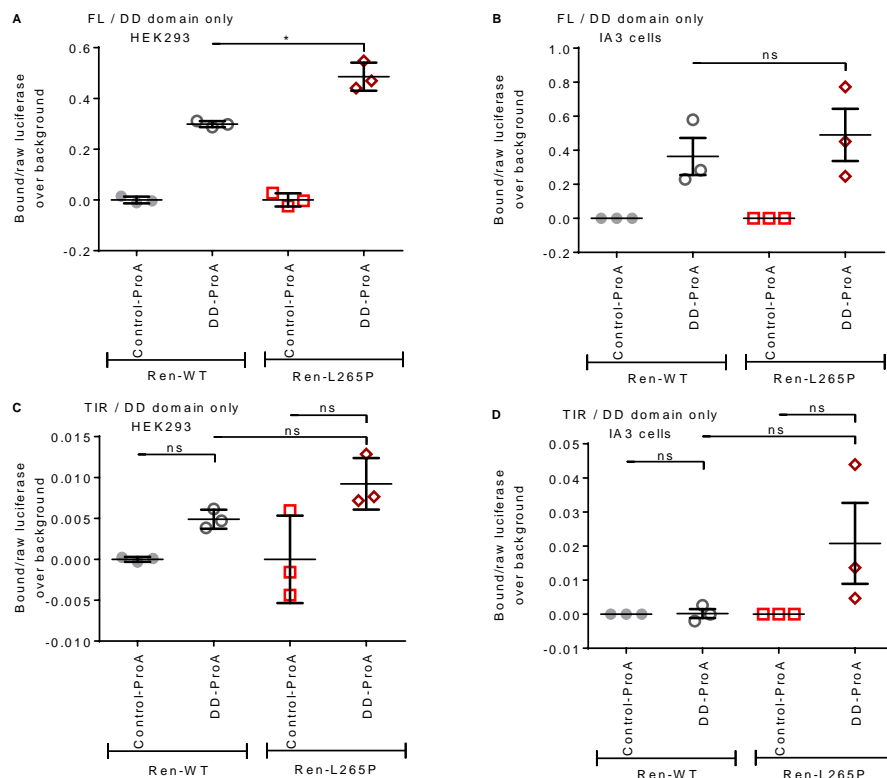 A
FL / DD domain only
HEK293
*
Bound/raw luciferase
over background
0.6
0.4
0.2
0.0
-0.2
Control-ProA
DD-ProA
Control-ProA
DD-ProA
Ren-WT
Ren-L265P
B
FL / DD domain only
IA3 cells
ns
Bound/raw luciferase
over background
1.0
0.8
0.6
0.4
0.2
0.0
-0.2
Control-ProA
DD-ProA
Control-ProA
DD-ProA
Ren-WT
Ren-L265P
C
TIR / DD domain only
HEK293
ns
ns
ns
Bound/raw luciferase
over background
0.015
0.010
0.005
0.000
-0.005
-0.010
Control-ProA
DD-ProA
Control-ProA
DD-ProA
Ren-WT
Ren-L265P
D
TIR / DD domain only
IA3 cells
ns
ns
ns
Bound/raw luciferase
over background
0.05
0.04
0.03
0.02
0.01
0.00
-0.01
Control-ProA
DD-ProA
Control-ProA
DD-ProA
Ren-WT
Ren-L265P